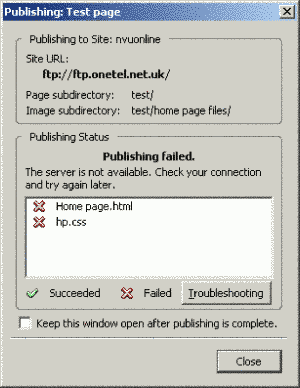 Publishing: Test page
Publishing to Site: nvuonline
Site URL:
ftp://ftp.onetel.net.uk/
Page subdirectory: test/
Image subdirectory: test/home page files/
Publishing Status
Publishing failed.
The server is not available. Check your connection
and try again later.
Home page.html
hp.css
Succeeded Failed Troubleshooting
Keep this window open after publishing is complete.
Close